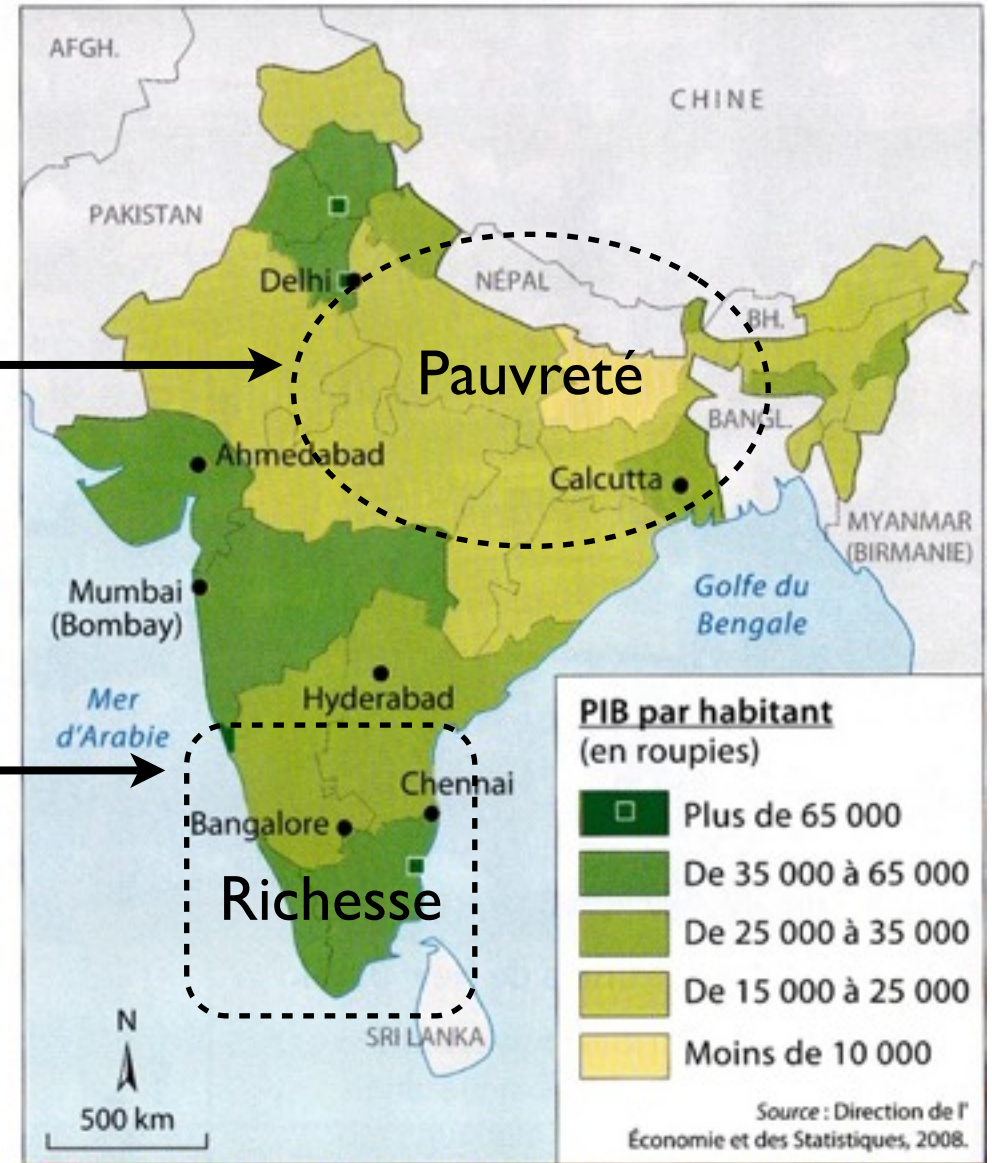 AFGH.
CHINE
PAKISTAN
Delhi
NÉPAL
BH.
Pauvreté
BANGL.
Ahmedabad
Calcutta
MYANMAR
(BIRMANIE)
Mumbai
(Bombay)
Golfe du
Bengale
Hyderabad
Mer
d'Arabie
Chennai
Bangalore
Richesse
N
500 km
SRI LANKA
PIB par habitant
(en roupies)
Plus de 65 000
De 35 000 à 65 000
De 25 000 à 35 000
De 15 000 à 25 000
Moins de 10 000
Source : Direction de l'
Économie et des Statistiques, 2008.